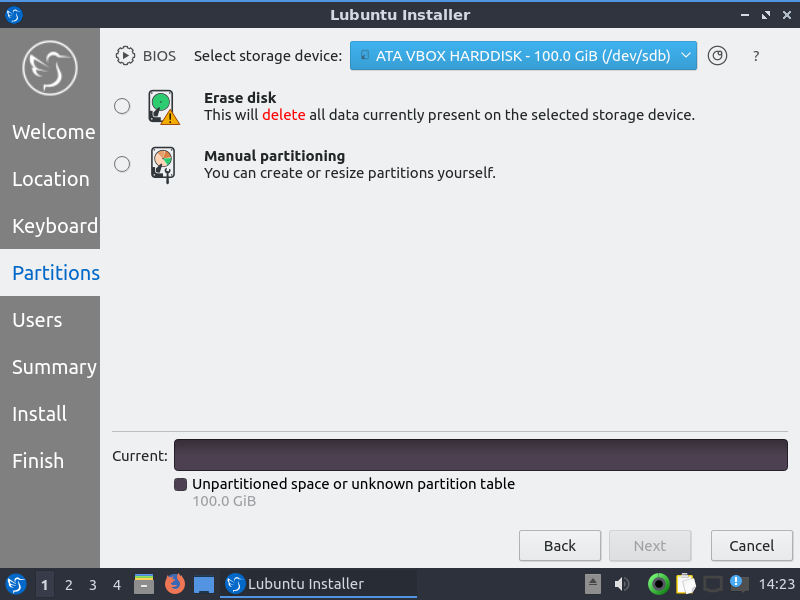 Lubuntu Installer
BIOS Select storage device: ATA VBOX HARDDISK - 100.0 GiB (/dev/sdb) ?
Welcome
Location
Keyboard
Partitions
Users
Summary
Install
Finish
Erase disk
This will delete all data currently present on the selected storage device.
Manual partitioning
You can create or resize partitions yourself.
Current:
Unpartitioned space or unknown partition table
100.0 GiB
Back Next Cancel
1 2 3 4 Lubuntu Installer 14:23